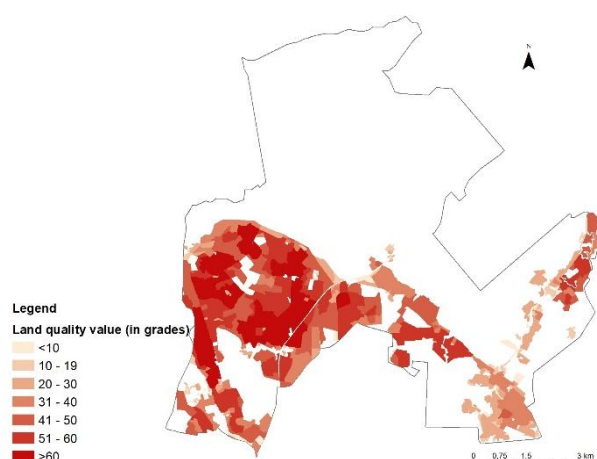 N
Legend
Land quality value (in grades)
<10
10 - 19
20 - 30
31 - 40
41 - 50
51 - 60
>60
0 0,75 1,5 3 km